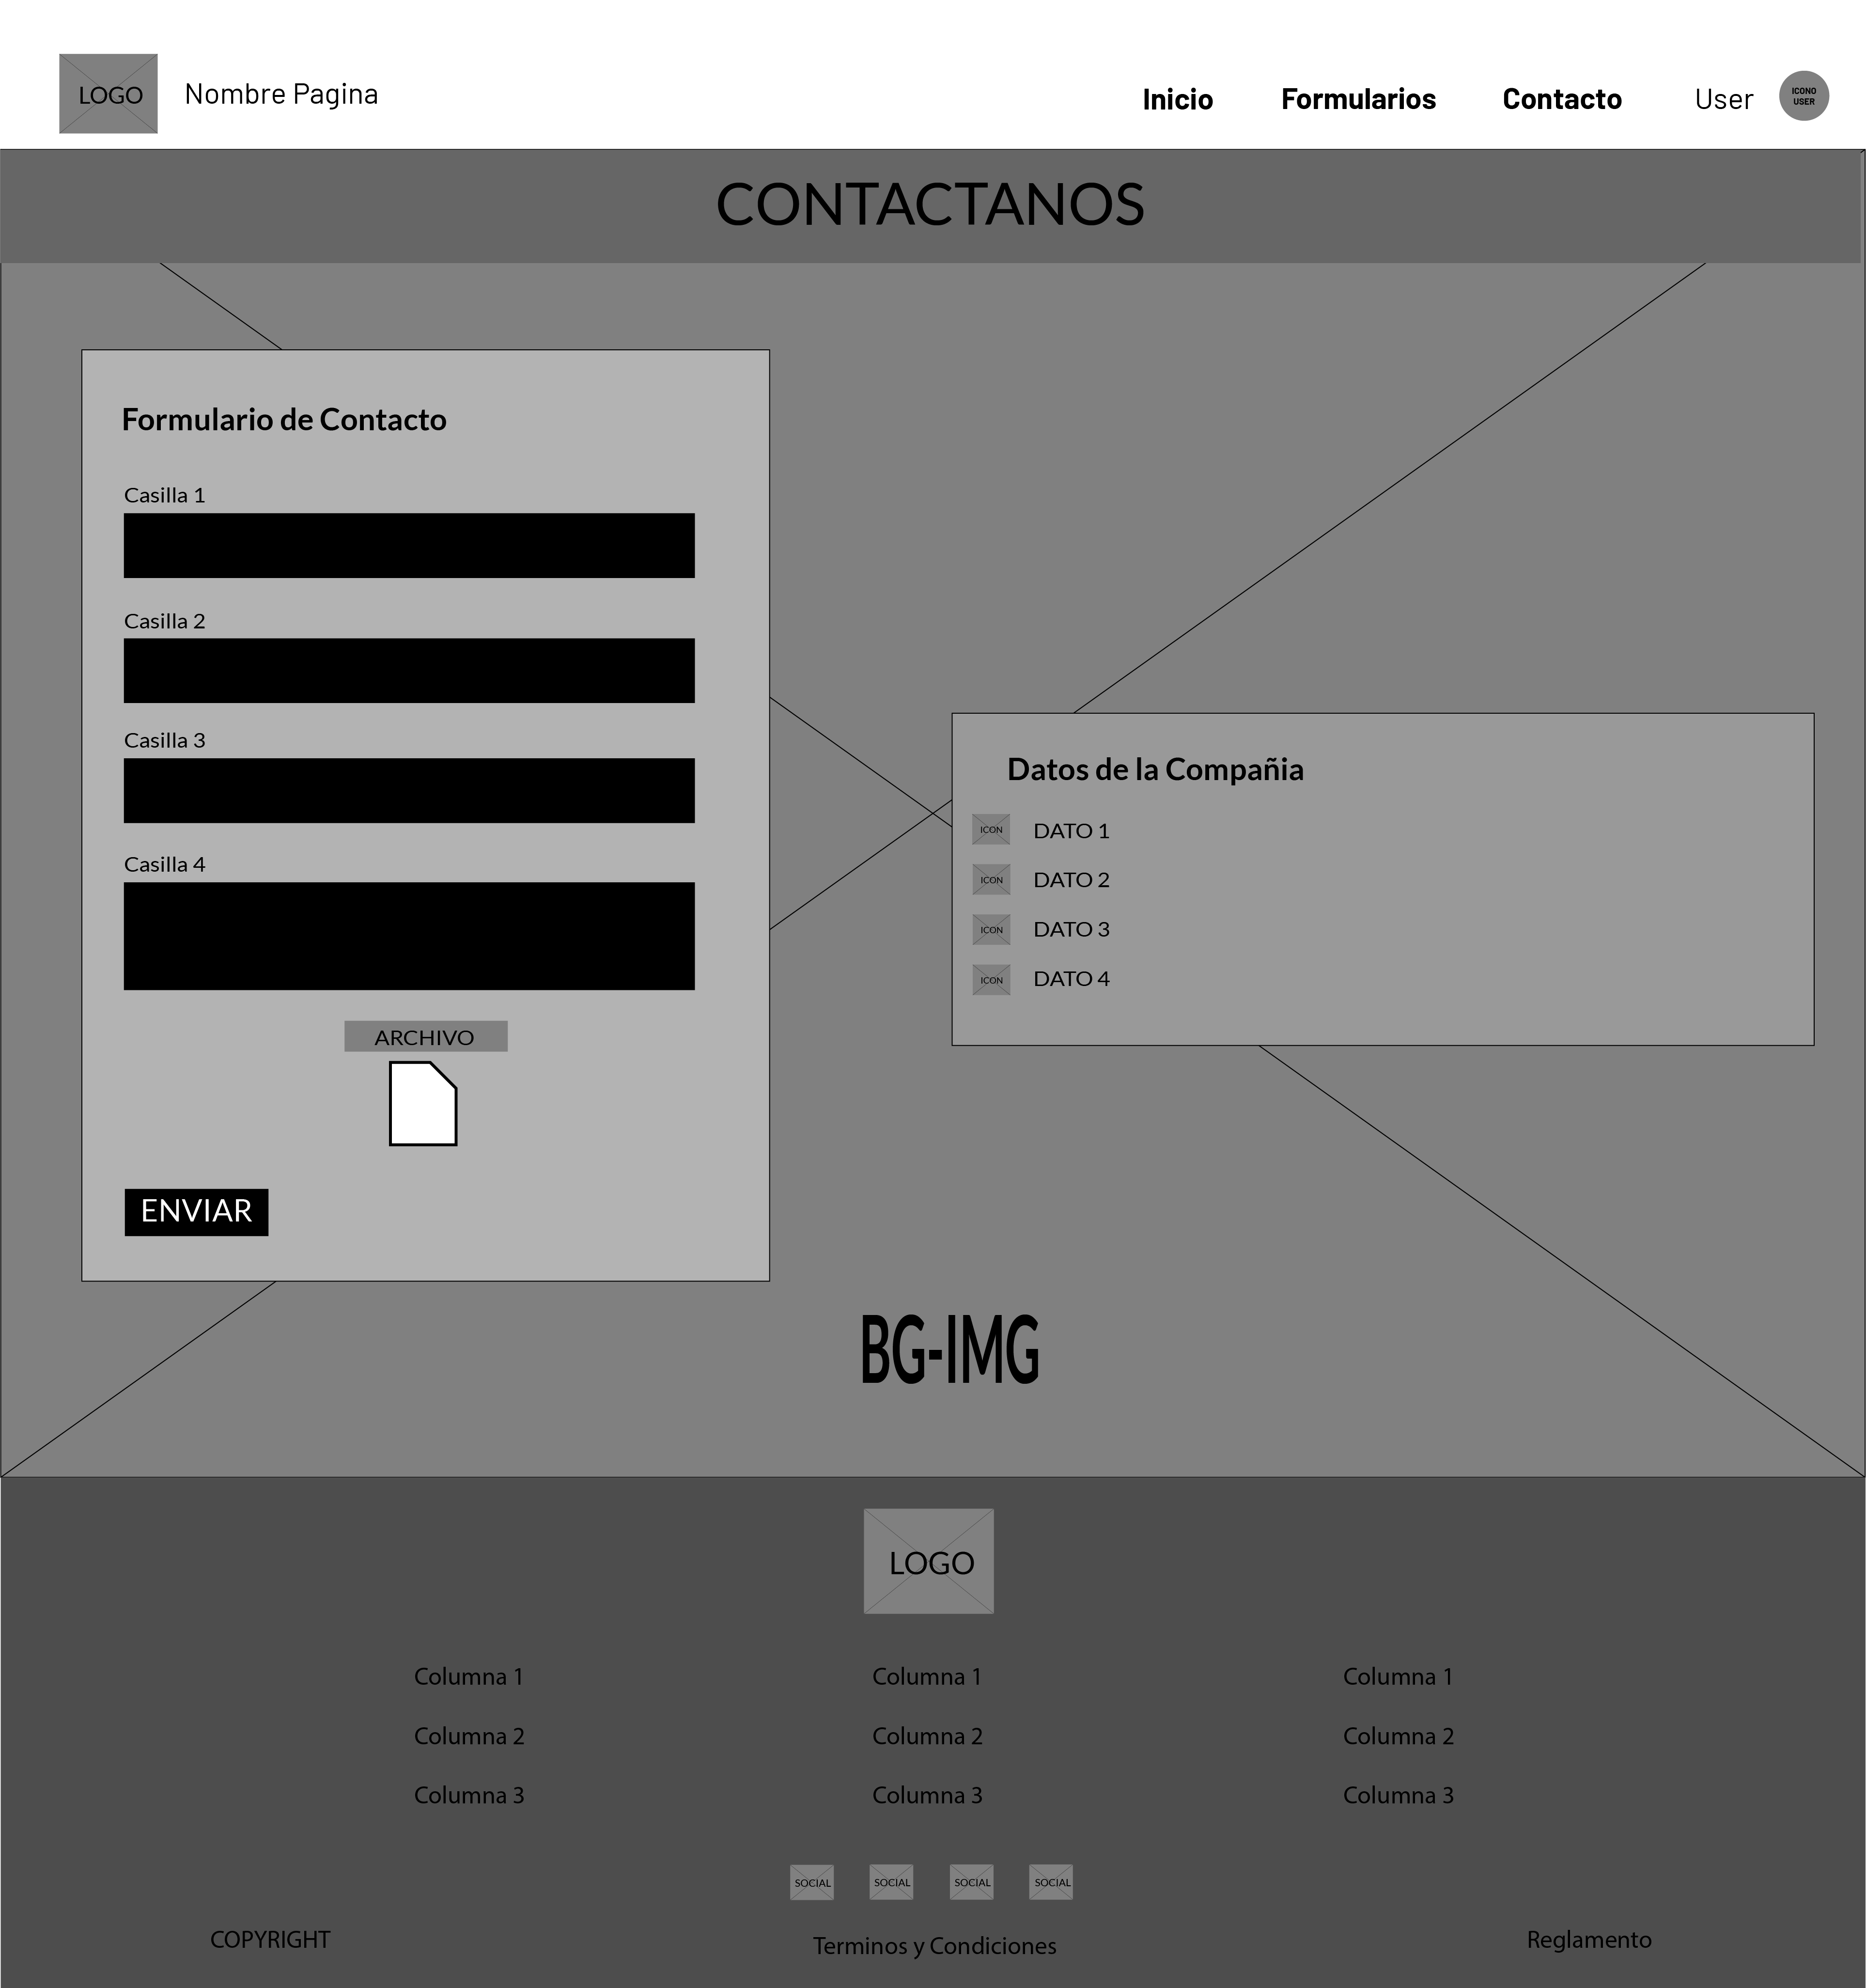 LOGO
Nombre Pagina
Inicio
Formularios
Contacto
User
ICONO
USER
CONTACTANOS
Formulario de Contacto
Casilla 1
Casilla 2
Casilla 3
Casilla 4
ARCHIVO
ENVIAR
Datos de la Compañia
ICON DATO 1
ICON DATO 2
ICON DATO 3
ICON DATO 4
BG-IMG
LOGO
Columna 1 Columna 1 Columna 1
Columna 2 Columna 2 Columna 2
Columna 3 Columna 3 Columna 3
SOCIAL SOCIAL SOCIAL SOCIAL
COPYRIGHT Terminos y Condiciones Reglamento